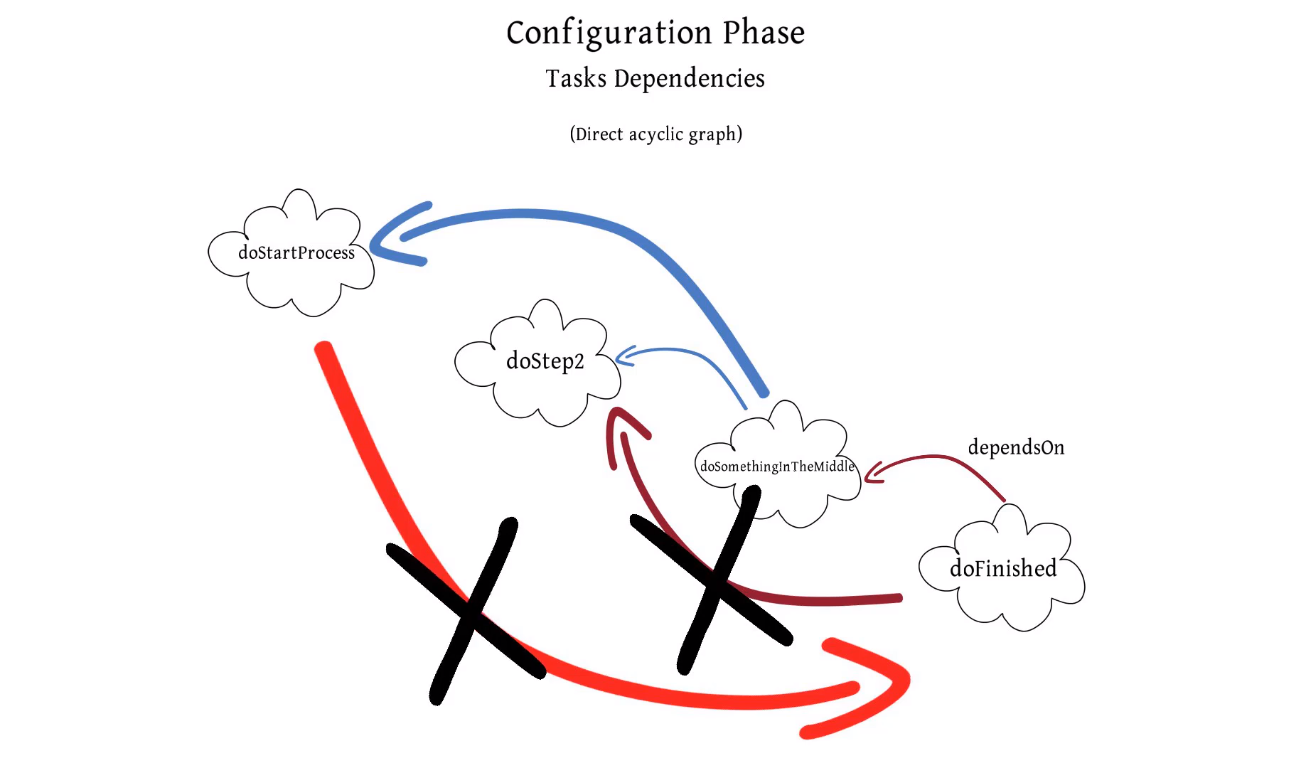 Configuration Phase
Tasks Dependencies
(Direct acyclic graph)
doStartProcess
doStep2
doSomethingInTheMiddle
dependsOn
doFinished